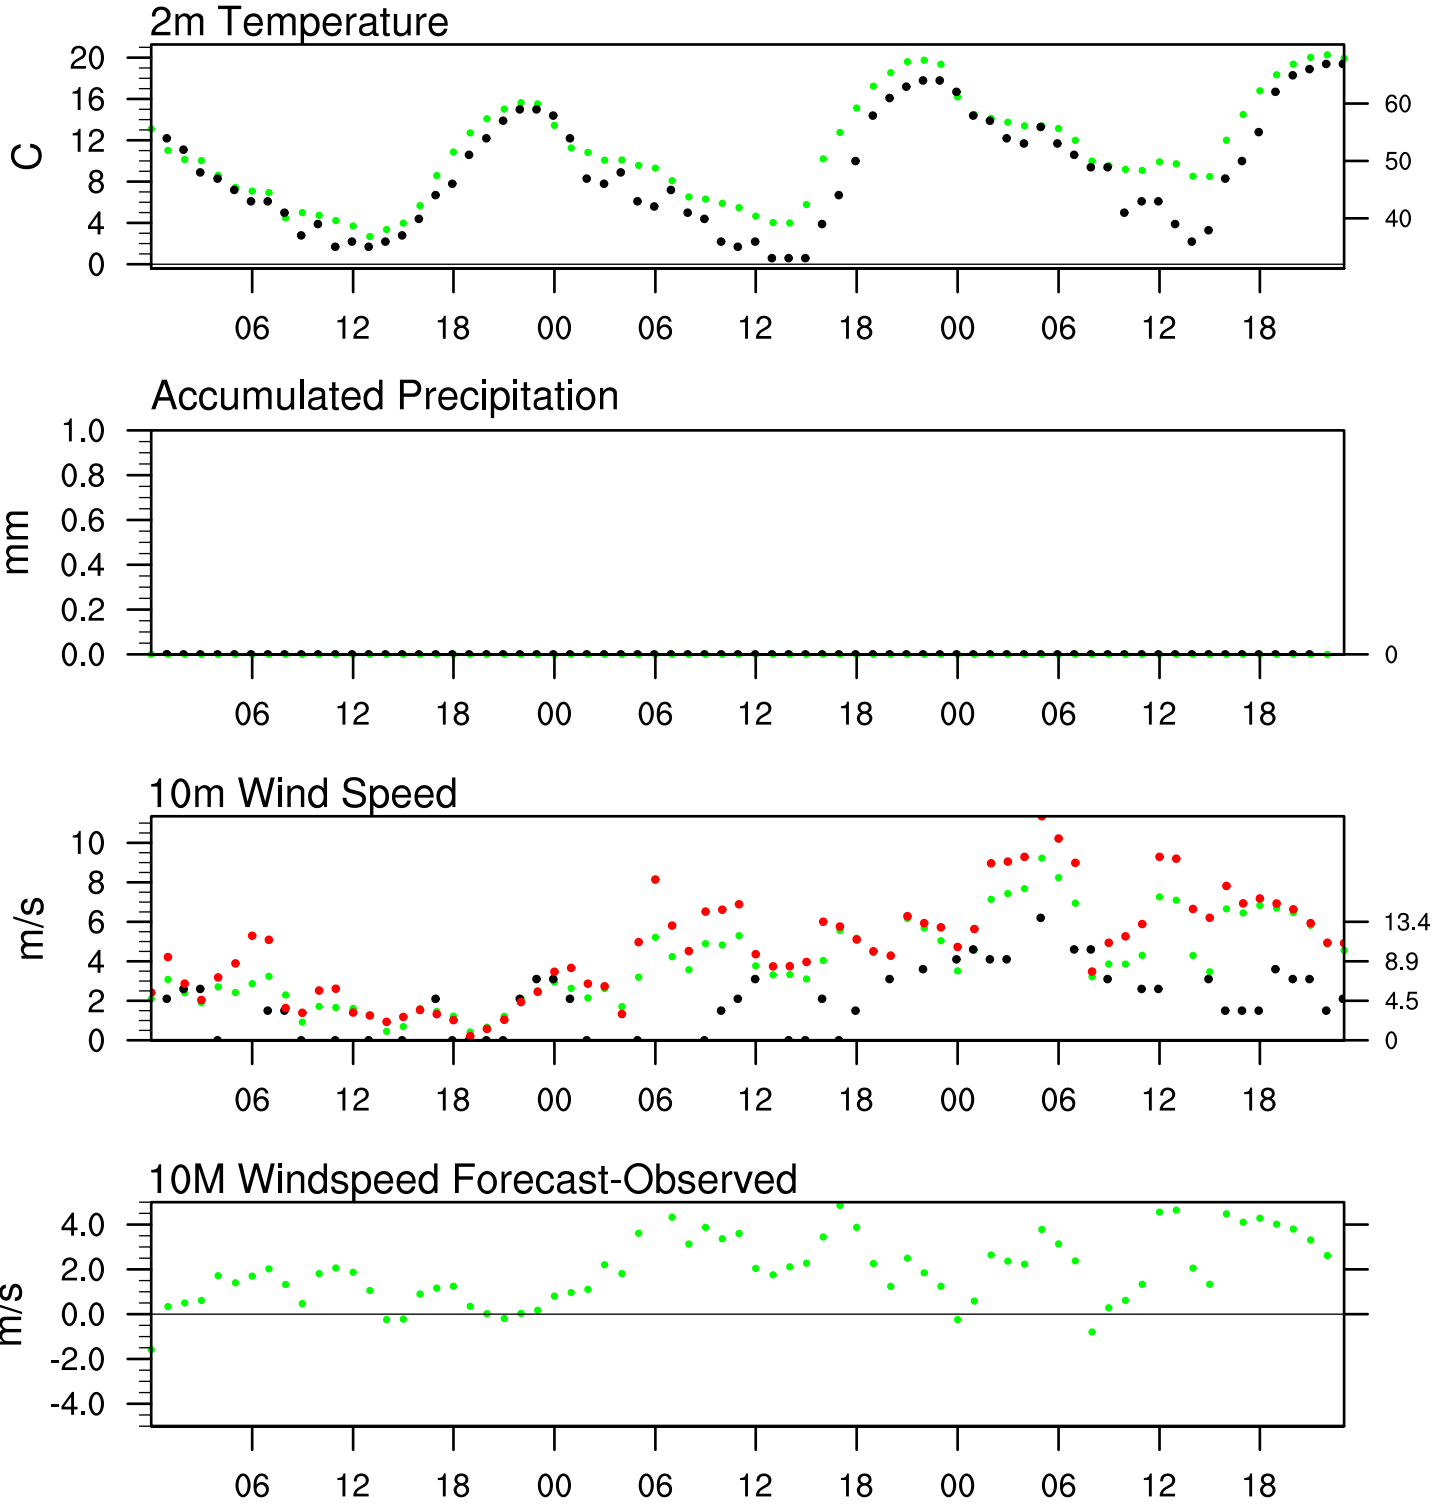 2m Temperature
20
16
12
8
4
0
C
60
50
40
06 12 18 00 06 12 18 00 06 12 18
Accumulated Precipitation
1.0
0.8
0.6
0.4
0.2
0.0
mm
0
06 12 18 00 06 12 18 00 06 12 18
10m Wind Speed
10
8
6
4
2
0
m/s
13.4
8.9
4.5
0
06 12 18 00 06 12 18 00 06 12 18
10M Windspeed Forecast-Observed
4.0
2.0
0.0
-2.0
-4.0
m/s
06 12 18 00 06 12 18 00 06 12 18